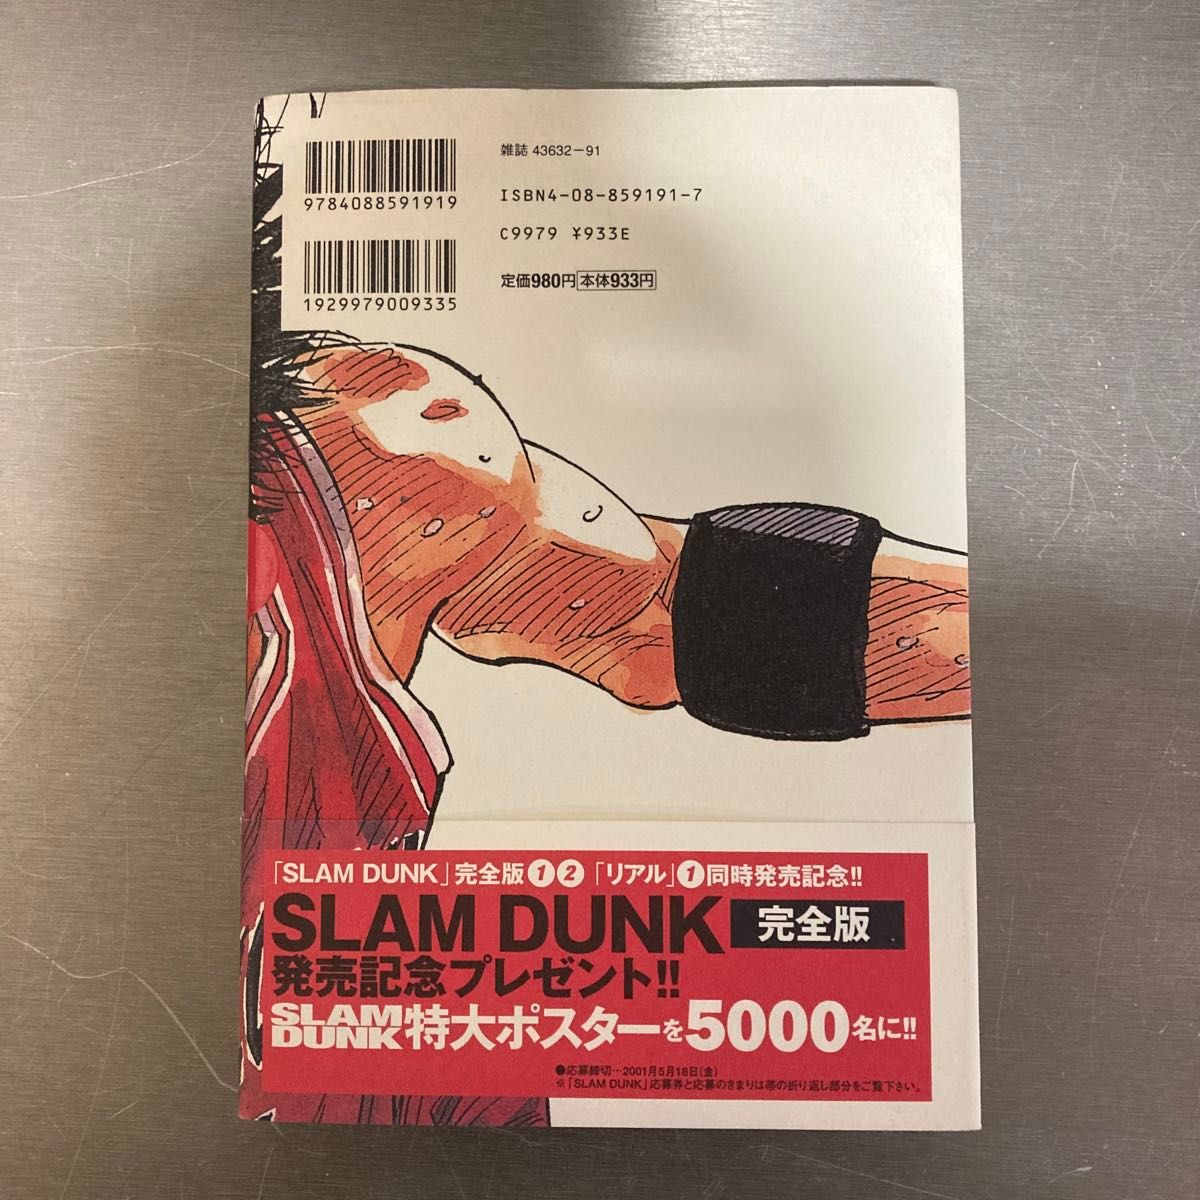 雑誌 43632-91
9784088591919
ISBN4-08-859191-7
C9979 ¥933E
1929979009335
定価980円 本体933円
「SLAM DUNK」完全版①②「リアル」①同時発売記念!!
SLAM DUNK 完全版
発売記念プレゼント!!
SLAM DUNK特大ポスターを5000名に!!
●応募締切…2001年5月18日(金)
※「SLAM DUNK」応募券と応募のきまりは帯の折り返し部分をご覧下さい。